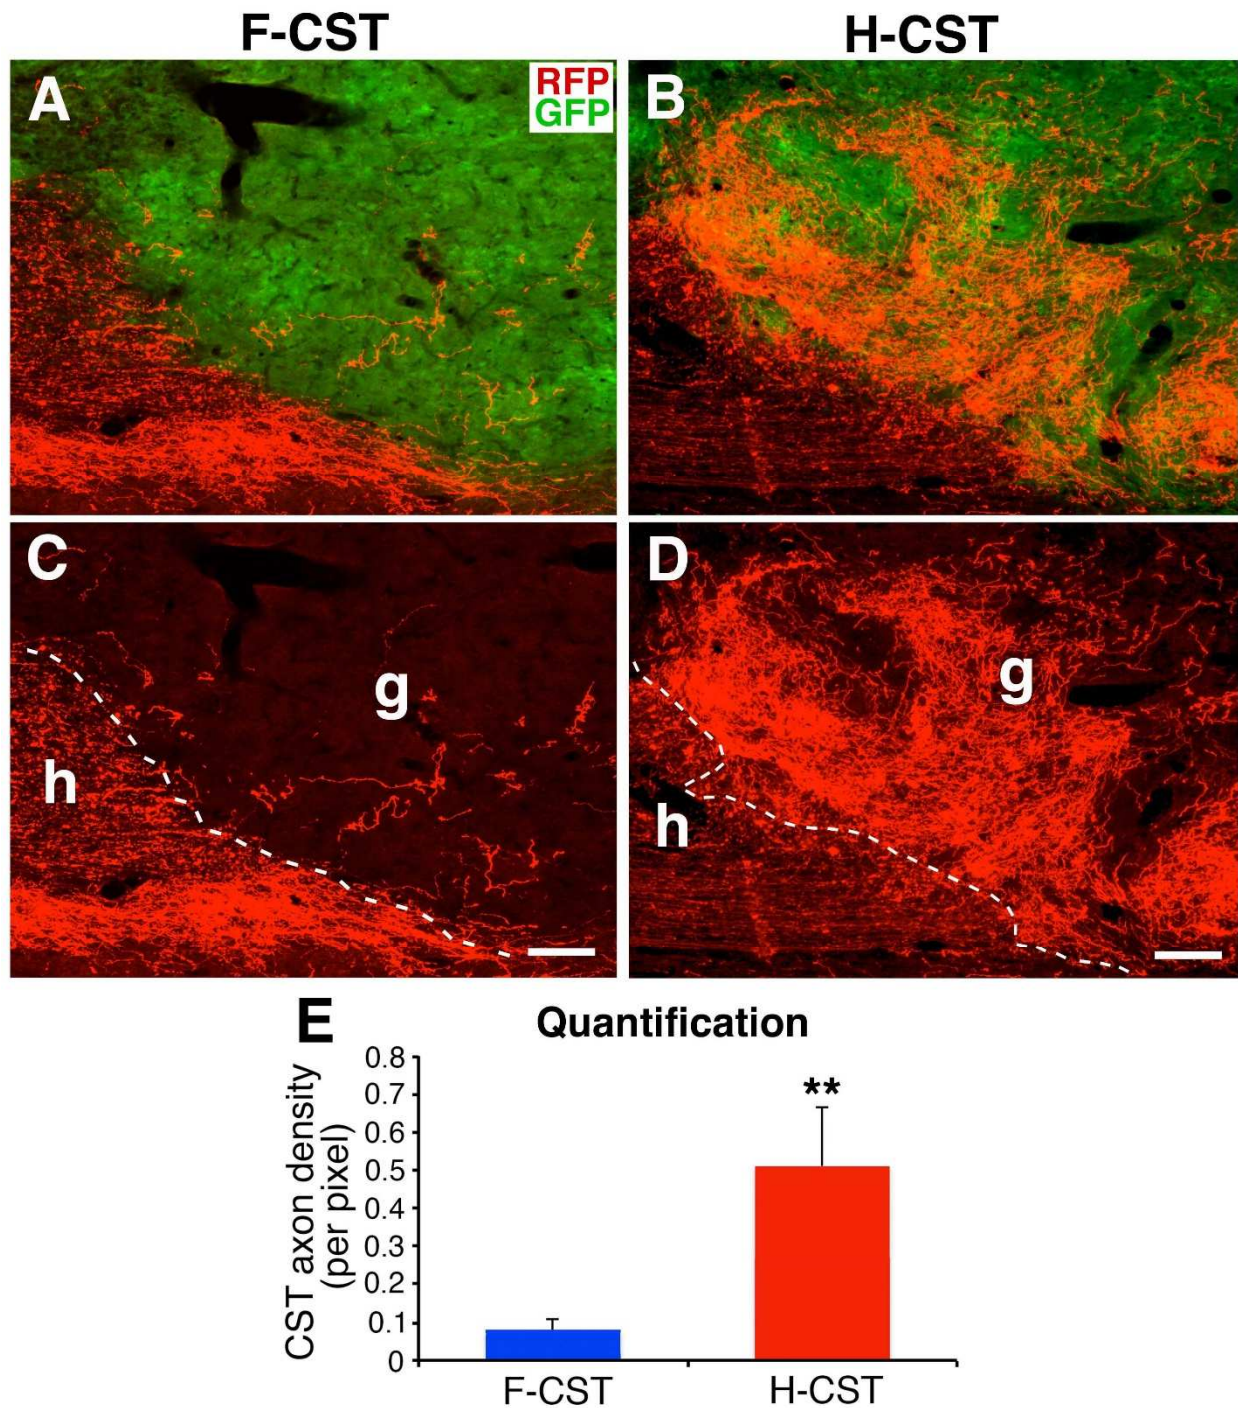 F-CST
H-CST
A
RFP
GFP
B
C
g
h
D
g
h
E
Quantification
CST axon density
(per pixel)
0.8
0.7
0.6
0.5
0.4
0.3
0.2
0.1
0
**
F-CST
H-CST